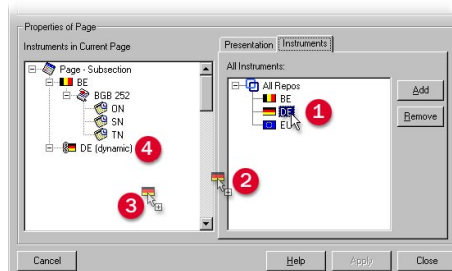 Properties of Page
Instruments in Current Page
Page - Subsection
BE
BGB 252
ON
SN
TN
DE (dynamic)
4
3
2
Presentation
Instruments
All Instruments:
All Repos
BE
DE
EU
1
Add
Remove
Cancel
Help
Apply
Close